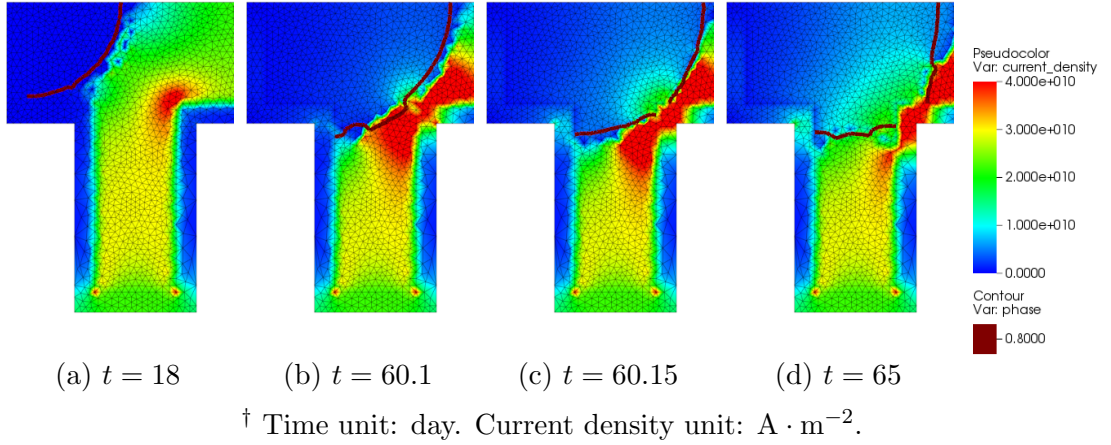 Pseudocolor
Var: current_density
4.000e+010
3.000e+010
2.000e+010
1.000e+010
0.0000
Contour
Var: phase
0.8000
(a) t = 18
(b) t = 60.1
(c) t = 60.15
(d) t = 65
† Time unit: day. Current density unit: A · m⁻².